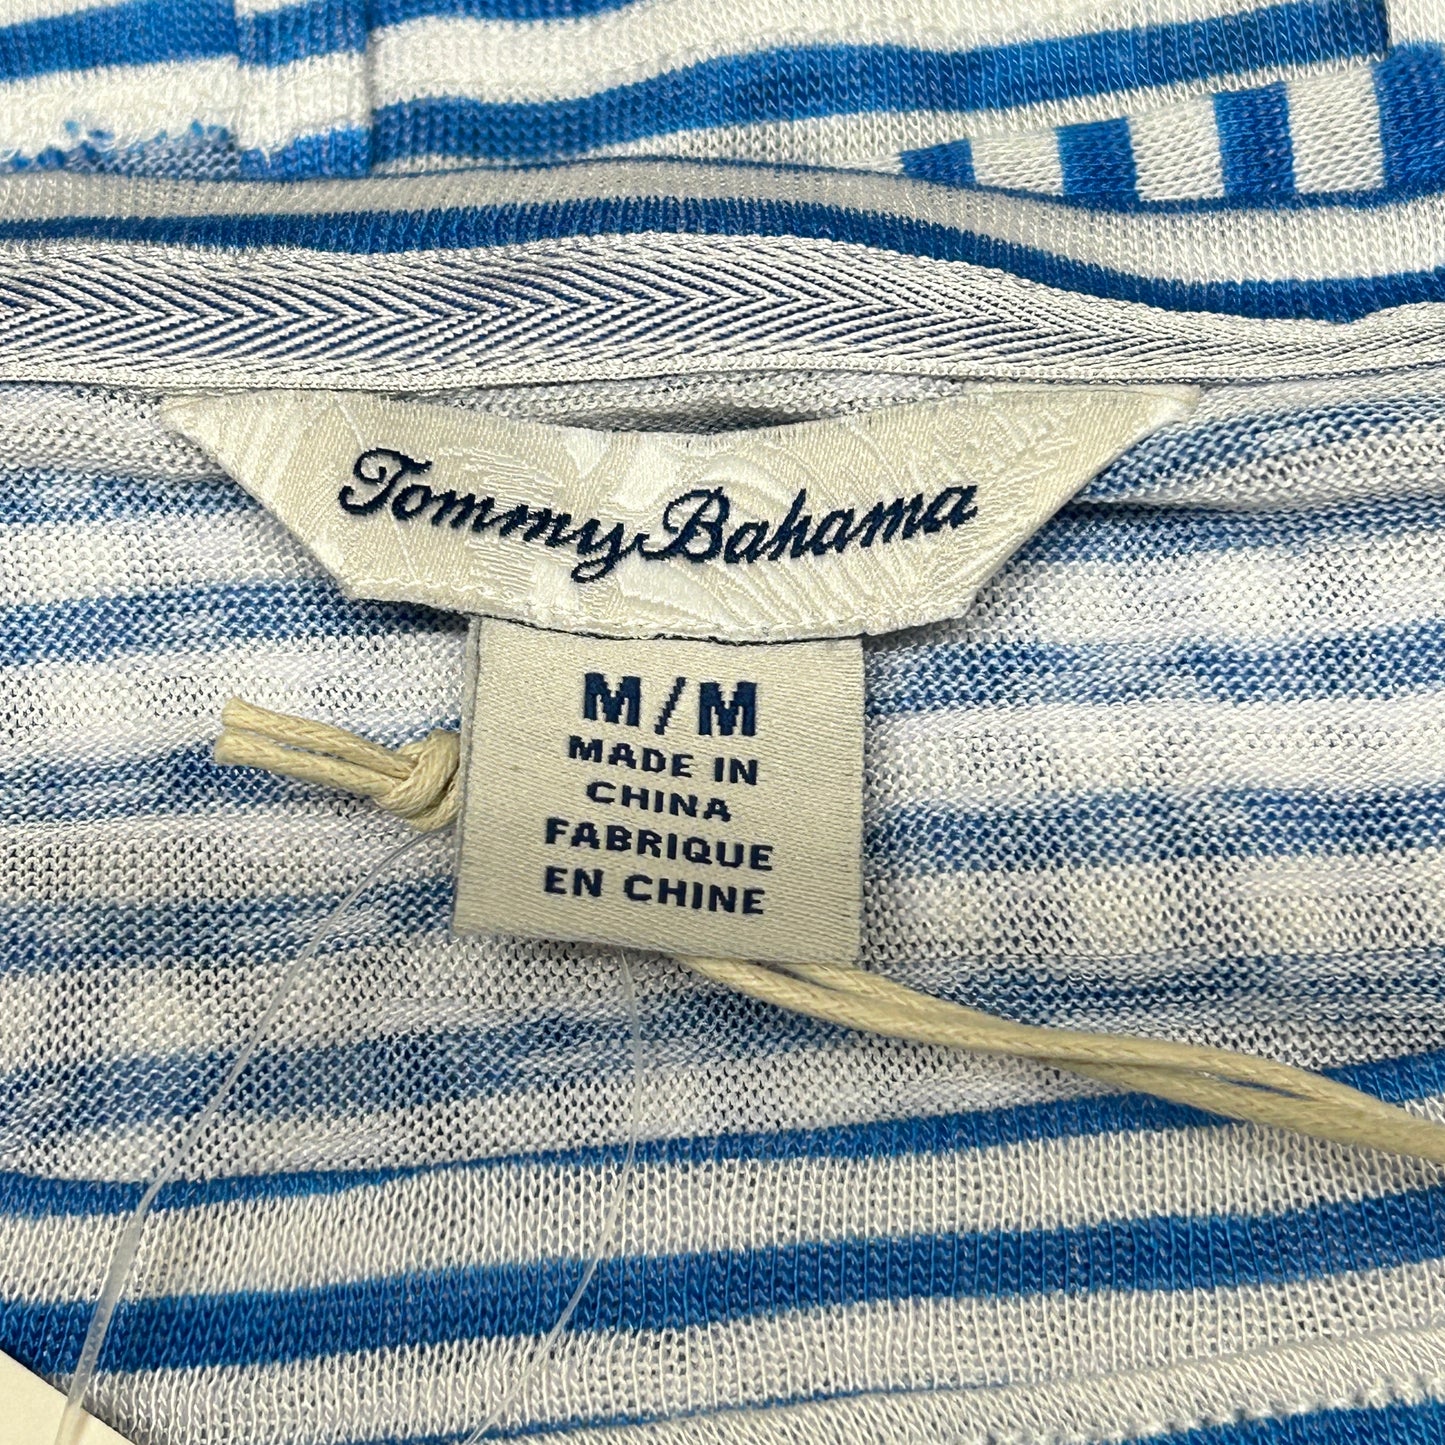 Tommy Bahama
M/M
MADE IN
CHINA
FABRIQUE
EN CHINE